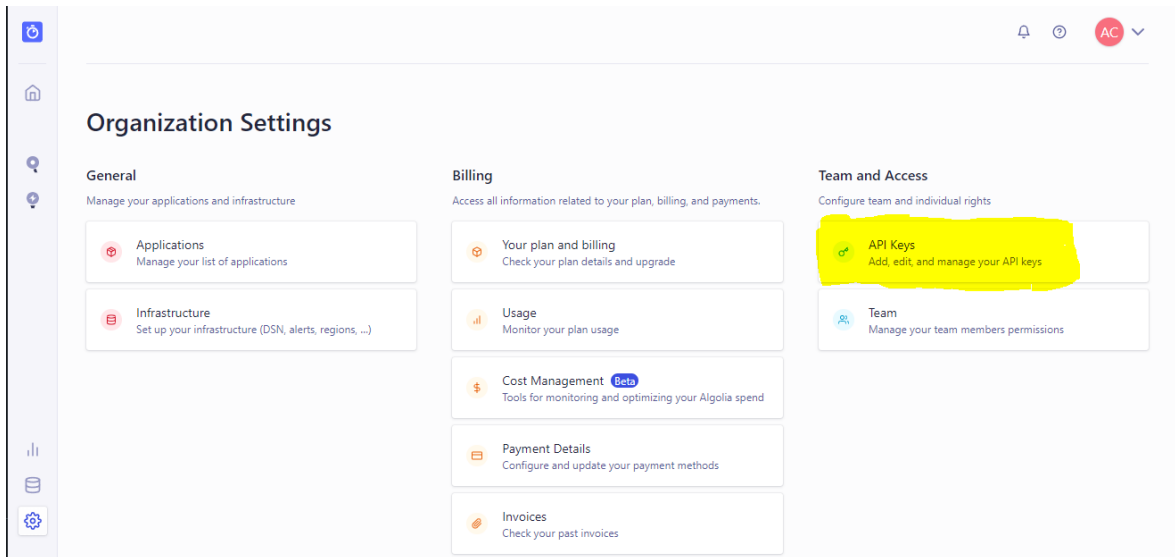 AC
Organization Settings
General
Manage your applications and infrastructure
Applications
Manage your list of applications
Infrastructure
Set up your infrastructure (DSN, alerts, regions, ...)
Billing
Access all information related to your plan, billing, and payments.
Your plan and billing
Check your plan details and upgrade
Usage
Monitor your plan usage
Cost Management Beta
Tools for monitoring and optimizing your Algolia spend
Payment Details
Configure and update your payment methods
Invoices
Check your past invoices
Team and Access
Configure team and individual rights
API Keys
Add, edit, and manage your API keys
Team
Manage your team members permissions